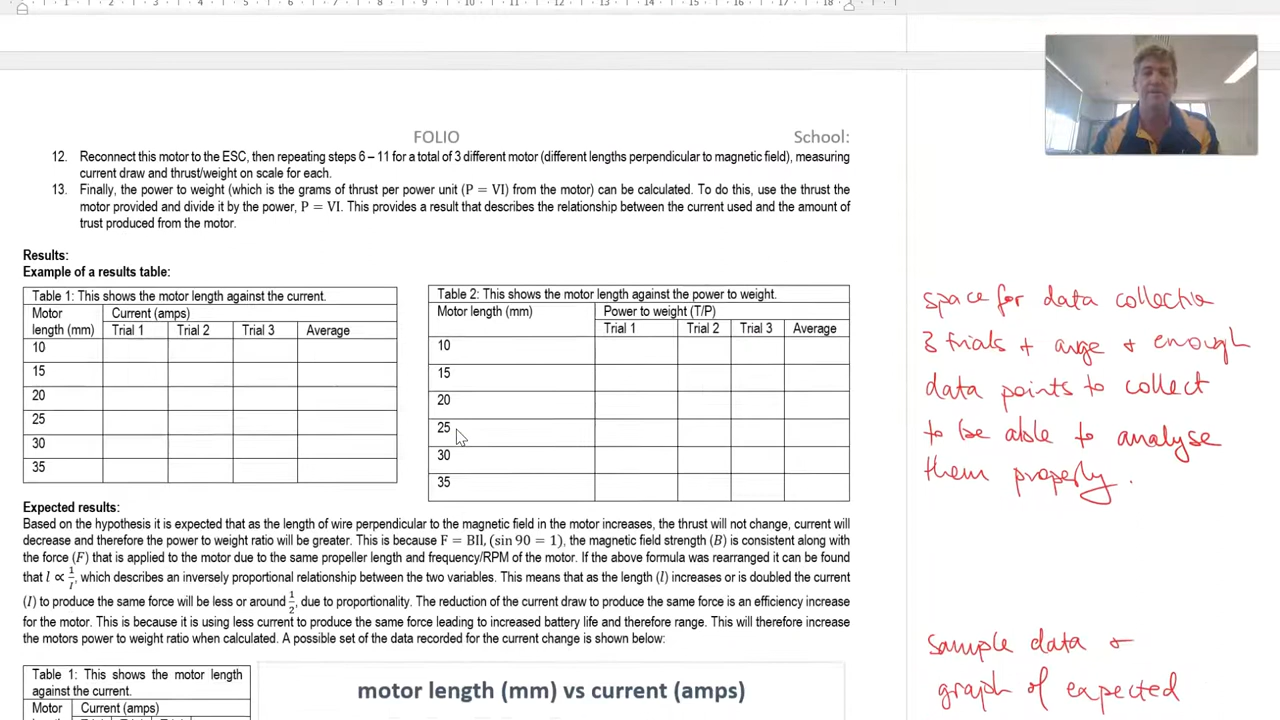 FOLIO School:
12. Reconnect this motor to the ESC, then repeating steps 6 – 11 for a total of 3 different motor (different lengths perpendicular to magnetic field), measuring
current draw and thrust/weight on scale for each.
13. Finally, the power to weight (which is the grams of thrust per power unit (P = VI) from the motor) can be calculated. To do this, use the thrust the
motor provided and divide it by the power, P = VI. This provides a result that describes the relationship between the current used and the amount of
trust produced from the motor.
Results:
Example of a results table:
Table 1: This shows the motor length against the current.
Motor length (mm) Current (amps)
Trial 1 Trial 2 Trial 3 Average
10
15
20
25
30
35
Table 2: This shows the motor length against the power to weight.
Motor length (mm) Power to weight (T/P)
Trial 1 Trial 2 Trial 3 Average
10
15
20
25
30
35
space for data collectio
3 trials + avge + enough
data points to collect
to be able to analyse
them properly.
Expected results:
Based on the hypothesis it is expected that as the length of wire perpendicular to the magnetic field in the motor increases, the thrust will not change, current will
decrease and therefore the power to weight ratio will be greater. This is because F = BIl, (sin 90 = 1), the magnetic field strength (B) is consistent along with
the force (F) that is applied to the motor due to the same propeller length and frequency/RPM of the motor. If the above formula was rearranged it can be found
that l ∝ 1/I, which describes an inversely proportional relationship between the two variables. This means that as the length (l) increases or is doubled the current
(I) to produce the same force will be less or around 1/2, due to proportionality. The reduction of the current draw to produce the same force is an efficiency increase
for the motor. This is because it is using less current to produce the same force leading to increased battery life and therefore range. This will therefore increase
the motors power to weight ratio when calculated. A possible set of the data recorded for the current change is shown below:
Table 1: This shows the motor length
against the current.
Motor Current (amps)
motor length (mm) vs current (amps)
sample data +
graph of expected